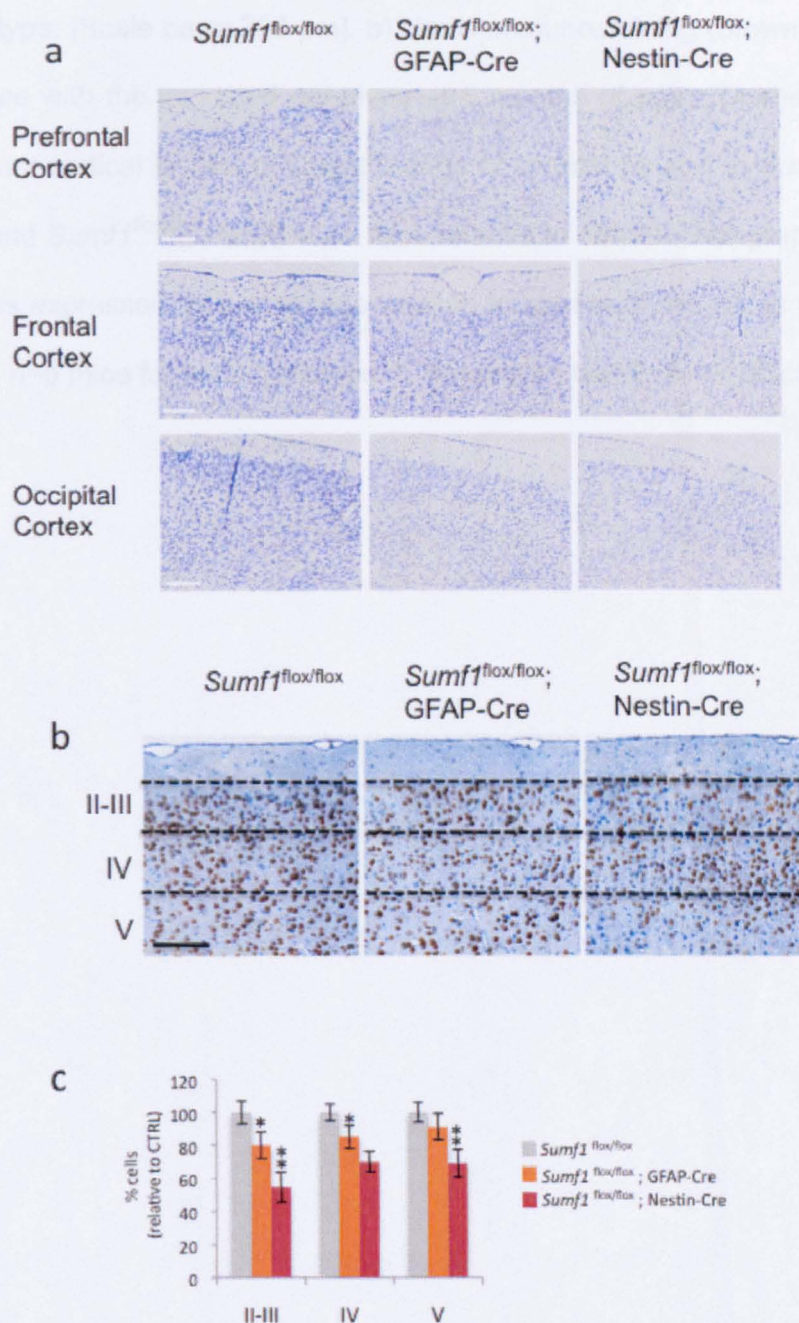 a
Sumf1flox/flox
Sumf1flox/flox;
GFAP-Cre
Sumf1flox/flox;
Nestin-Cre
Prefrontal
Cortex
Frontal
Cortex
Occipital
Cortex
b
Sumf1flox/flox
Sumf1flox/flox;
GFAP-Cre
Sumf1flox/flox;
Nestin-Cre
II-III
IV
V
c
% cells
(relative to CTRL)
120
100
80
60
40
20
0
*
**
*
**
II-III
IV
V
Sumf1 flox/flox
Sumf1 flox/flox ; GFAP-Cre
Sumf1 flox/flox ; Nestin-Cre